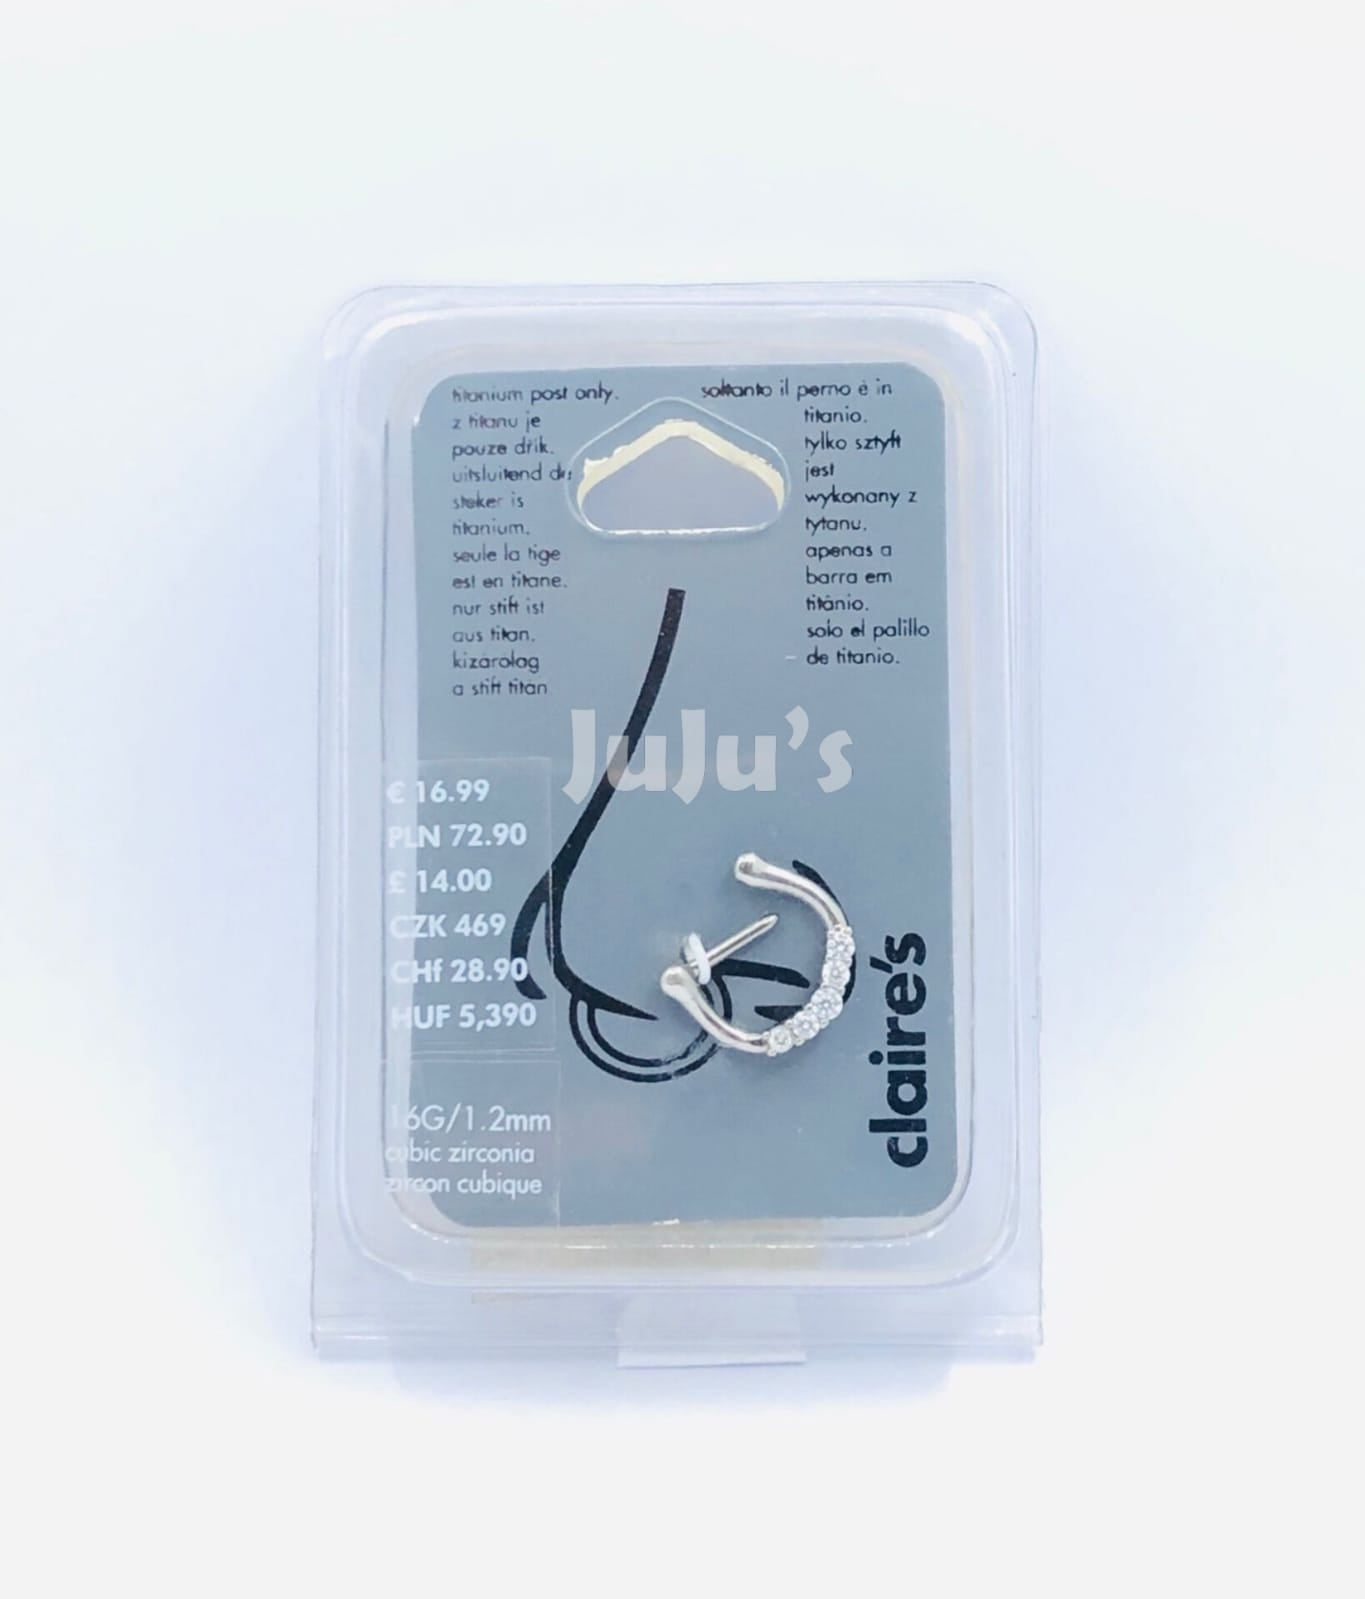 titanium post only.
z titanu je
pouze dřík.
uitsluitend de
steker is
titanium.
seule la tige
est en titane.
nur stift ist
aus titan.
kizárólag
a stift titán
soltanto il perno è in
titanio.
tylko sztyft
jest
wykonany z
tytanu.
apenas a
barra em
titânio.
solo el palillo
de titanio.
JuJu's
€ 16.99
PLN 72.90
£ 14.00
CZK 469
CHf 28.90
HUF 5,390
claire's
16G/1.2mm
cubic zirconia
zircon cubique